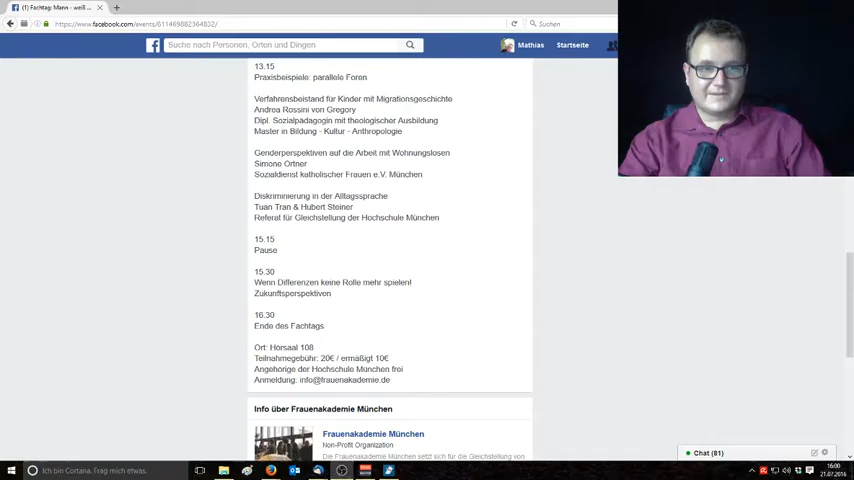 (1) Fachtag: Mann - weiß ...
https://www.facebook.com/events/611469882364832/
Suchen
Suche nach Personen, Orten und Dingen
Mathias
Startseite
13.15
Praxisbeispiele: parallele Foren
Verfahrensbeistand für Kinder mit Migrationsgeschichte
Andrea Rossini von Gregory
Dipl. Sozialpädagogin mit theologischer Ausbildung
Master in Bildung - Kultur - Anthropologie
Genderperspektiven auf die Arbeit mit Wohnungslosen
Simone Ortner
Sozialdienst katholischer Frauen e.V. München
Diskriminierung in der Alltagssprache
Tuan Tran & Hubert Steiner
Referat für Gleichstellung der Hochschule München
15.15
Pause
15.30
Wenn Differenzen keine Rolle mehr spielen!
Zukunftsperspektiven
16.30
Ende des Fachtags
Ort: Hörsaal 108
Teilnahmegebühr: 20€ / ermäßigt 10€
Angehörige der Hochschule München frei
Anmeldung: info@frauenakademie.de
Info über Frauenakademie München
Frauenakademie München
Non-Profit Organization
Die Frauenakademie München setzt sich für die Gleichstellung von
Chat (81)
Ich bin Cortana. Frag mich etwas.
16:00
21.07.2016